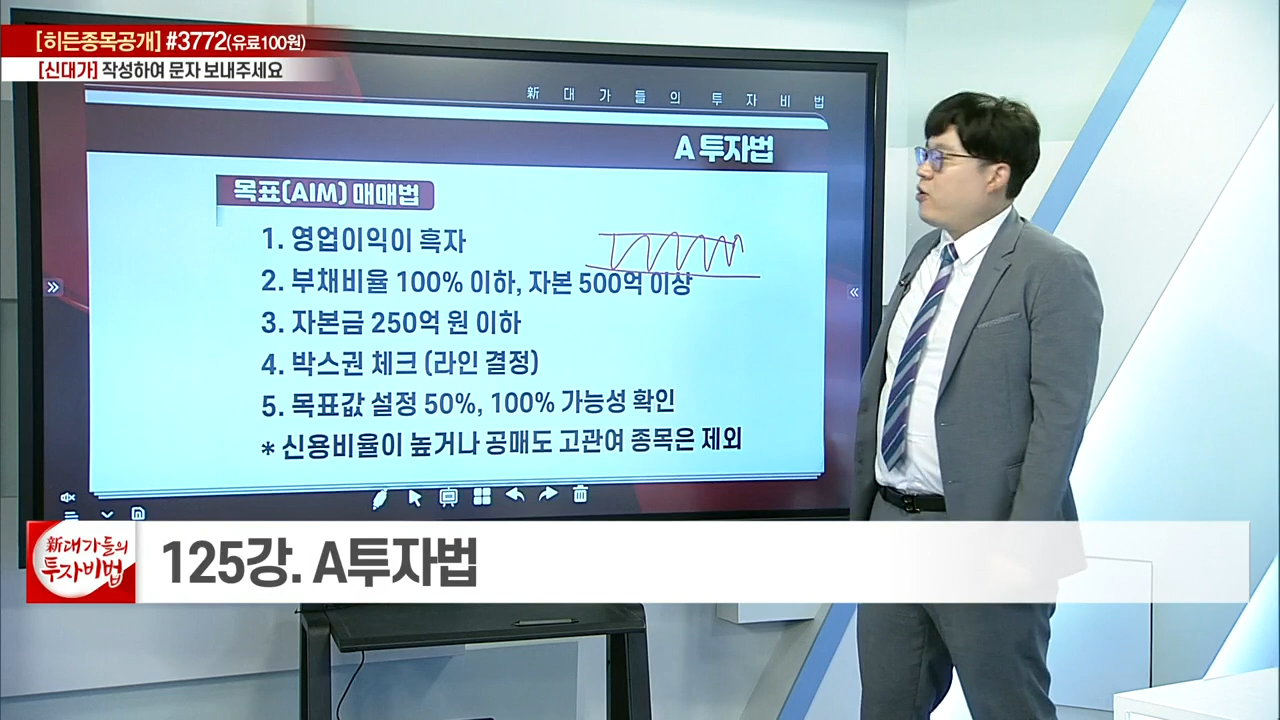 [히든종목공개] #3772(유료100원)
[신대가] 작성하여 문자 보내주세요
新대가들의 투자비법
A 투자법
목표(AIM) 매매법
1. 영업이익이 흑자
2. 부채비율 100% 이하, 자본 500억 이상
3. 자본금 250억 원 이하
4. 박스권 체크 (라인 결정)
5. 목표값 설정 50%, 100% 가능성 확인
* 신용비율이 높거나 공매도 고관여 종목은 제외
新대가들의
투자비법
125강. A투자법